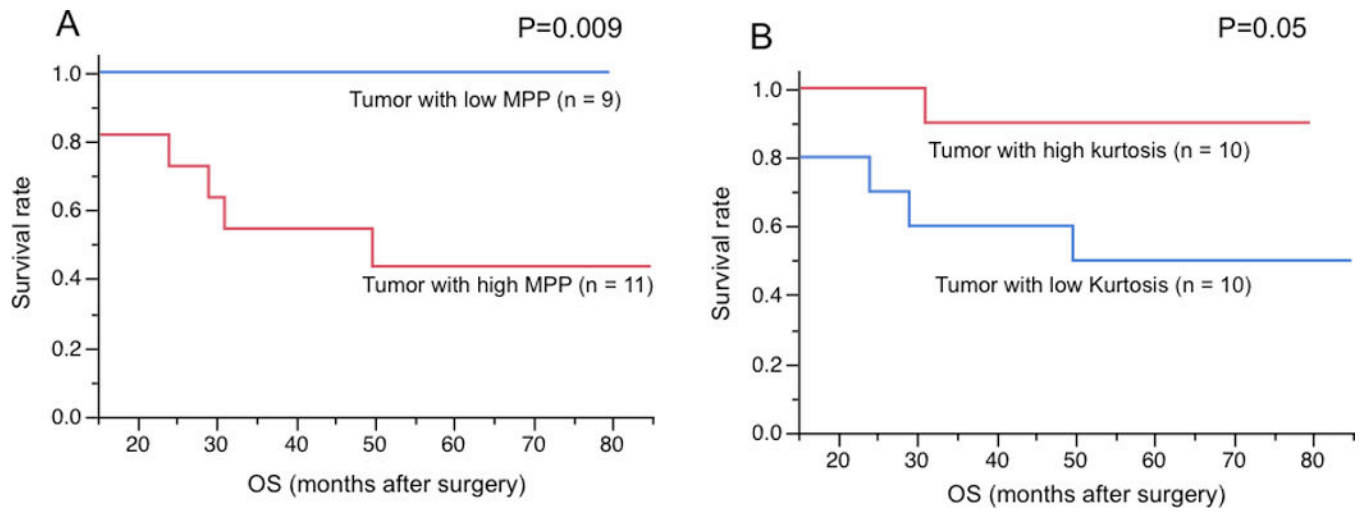 A
P=0.009
Survival rate
1.0
0.8
0.6
0.4
0.2
0.0
Tumor with low MPP (n = 9)
Tumor with high MPP (n = 11)
20 30 40 50 60 70 80
OS (months after surgery)
B
P=0.05
Survival rate
1.0
0.8
0.6
0.4
0.2
0.0
Tumor with high kurtosis (n = 10)
Tumor with low Kurtosis (n = 10)
20 30 40 50 60 70 80
OS (months after surgery)